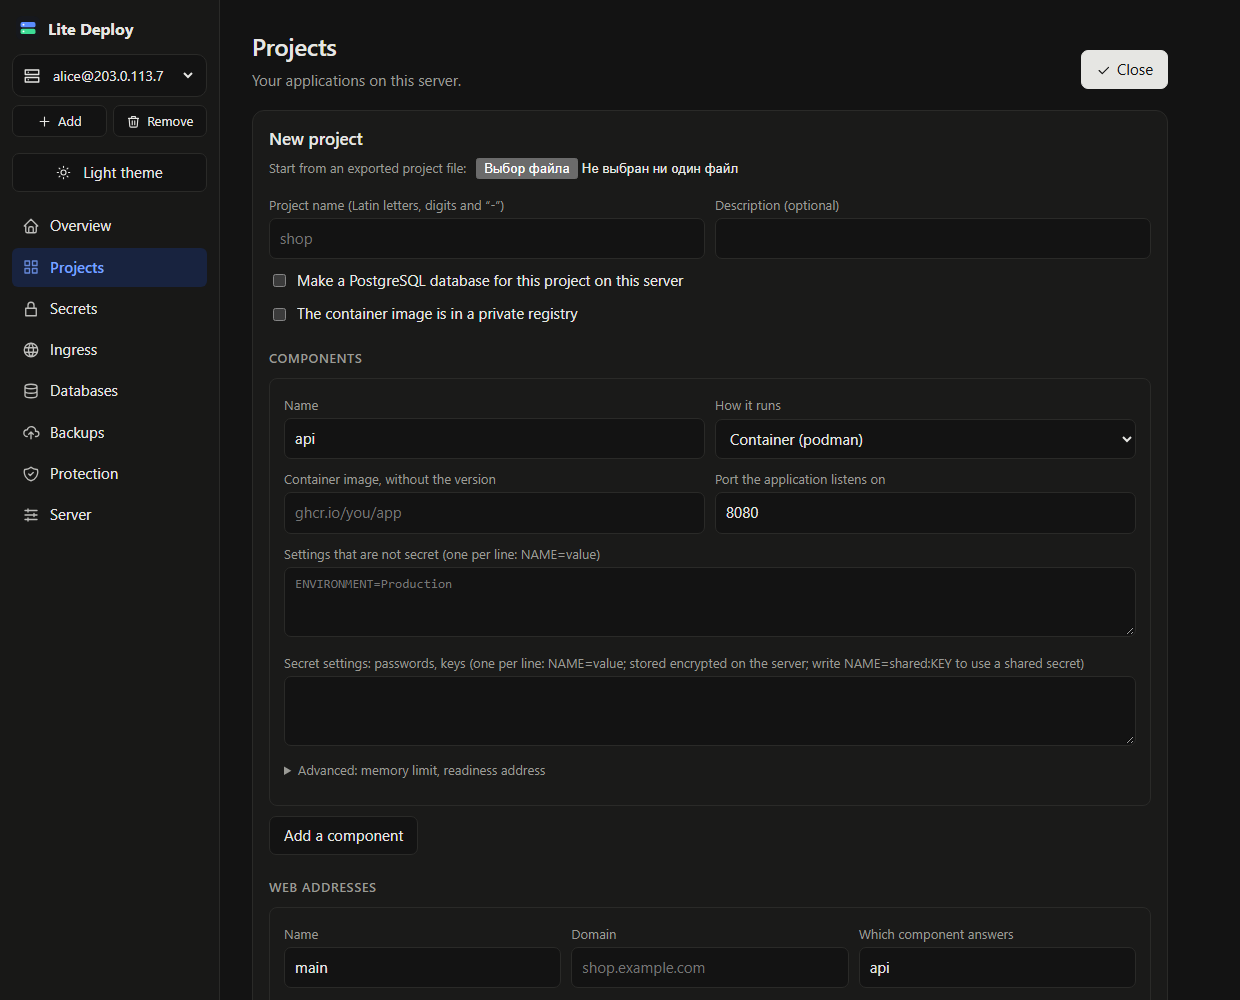 Lite Deploy
alice@203.0.113.7
Add
Remove
Light theme
Overview
Projects
Secrets
Ingress
Databases
Backups
Protection
Server
Projects
Your applications on this server.
Close
New project
Start from an exported project file: Выбор файла Не выбран ни один файл
Project name (Latin letters, digits and “-”)
Description (optional)
shop
Make a PostgreSQL database for this project on this server
The container image is in a private registry
COMPONENTS
Name
How it runs
api
Container (podman)
Container image, without the version
Port the application listens on
ghcr.io/you/app
8080
Settings that are not secret (one per line: NAME=value)
ENVIRONMENT=Production
Secret settings: passwords, keys (one per line: NAME=value; stored encrypted on the server; write NAME=shared:KEY to use a shared secret)
Advanced: memory limit, readiness address
Add a component
WEB ADDRESSES
Name
Domain
Which component answers
main
shop.example.com
api